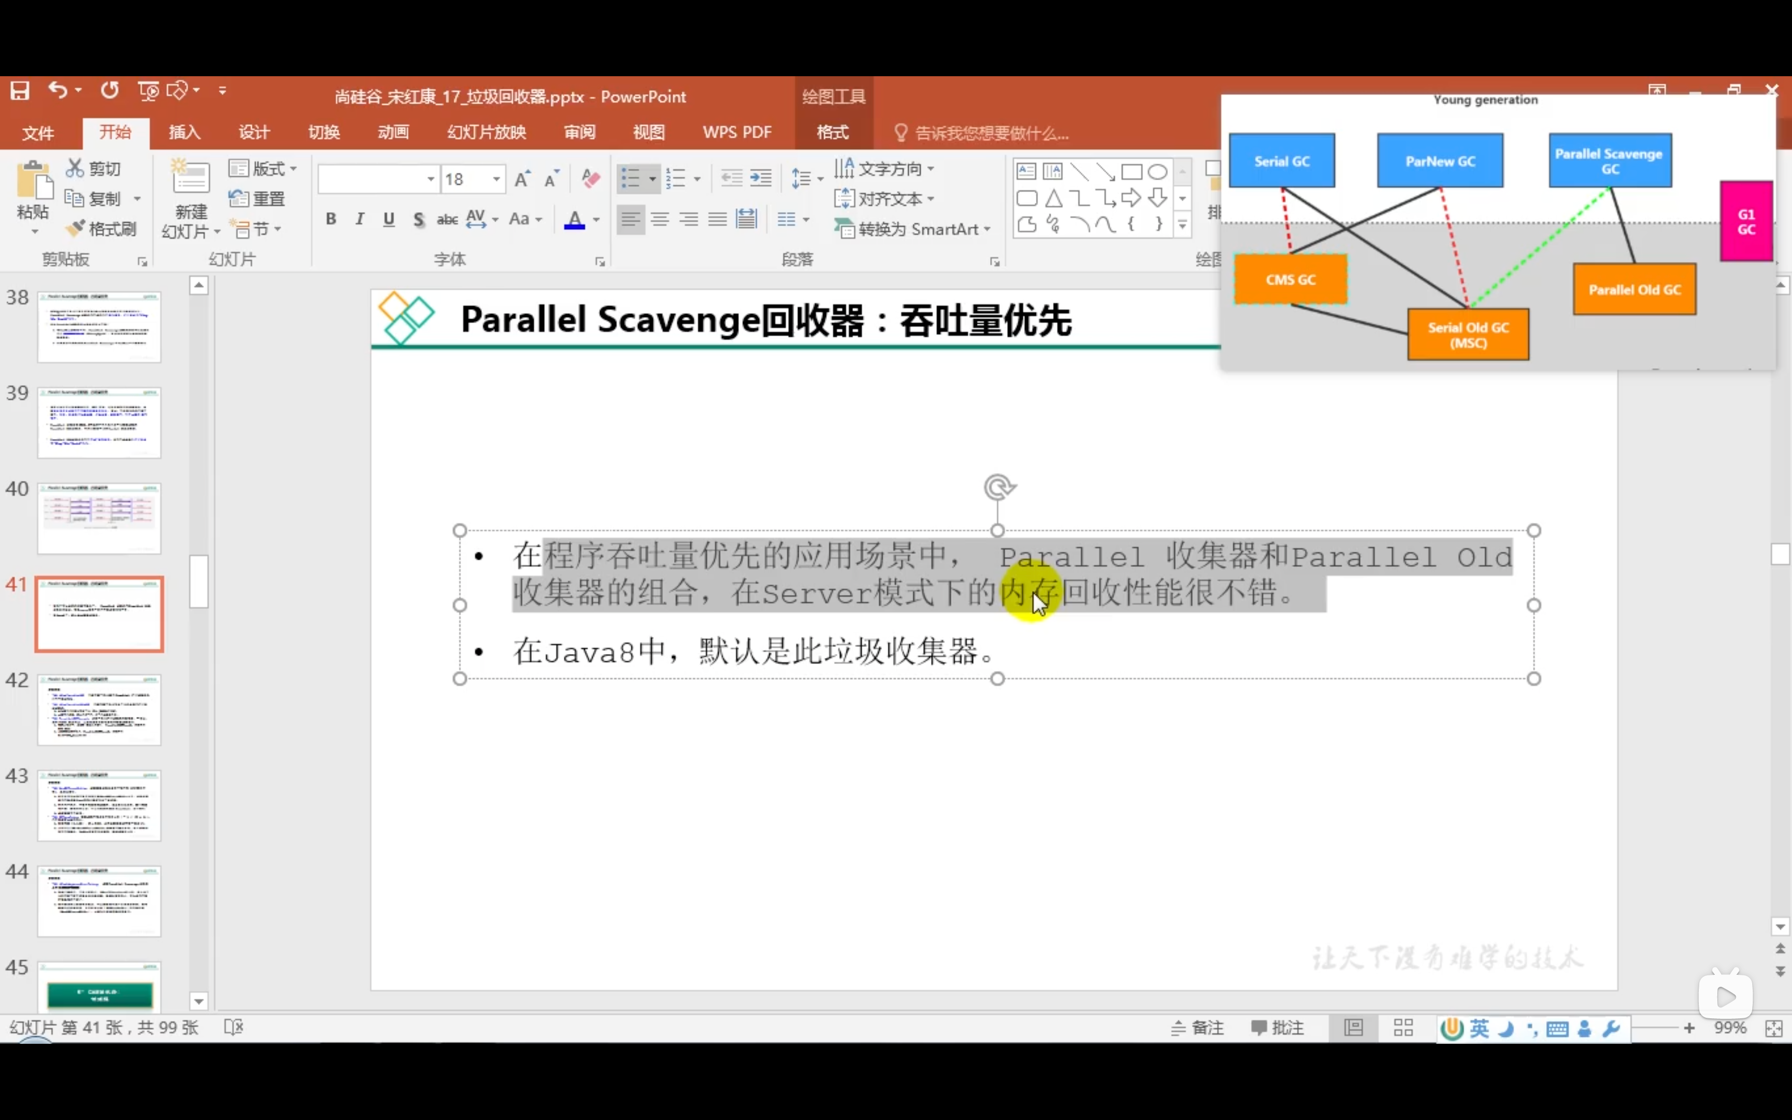 尚硅谷_宋红康_17_垃圾回收器.pptx - PowerPoint
绘图工具
文件 开始 插入 设计 切换 动画 幻灯片放映 审阅 视图 WPS PDF 格式 告诉我您想要做什么...
粘贴
剪切
复制
格式刷
剪贴板
新建
幻灯片
版式
重置
节
幻灯片
18
B I U S abc AV Aa A
字体
文字方向
对齐文本
转换为 SmartArt
段落
排
绘图
Young generation
Serial GC
ParNew GC
Parallel Scavenge
GC
G1
GC
CMS GC
Parallel Old GC
Serial Old GC
(MSC)
38
39
40
41
42
43
44
45
Parallel Scavenge回收器：吞吐量优先
• 在程序吞吐量优先的应用场景中， Parallel 收集器和Parallel Old
收集器的组合，在Server模式下的内存回收性能很不错。
• 在Java8中，默认是此垃圾收集器。
让天下没有难学的技术
幻灯片 第 41 张，共 99 张
备注
批注
英
99%